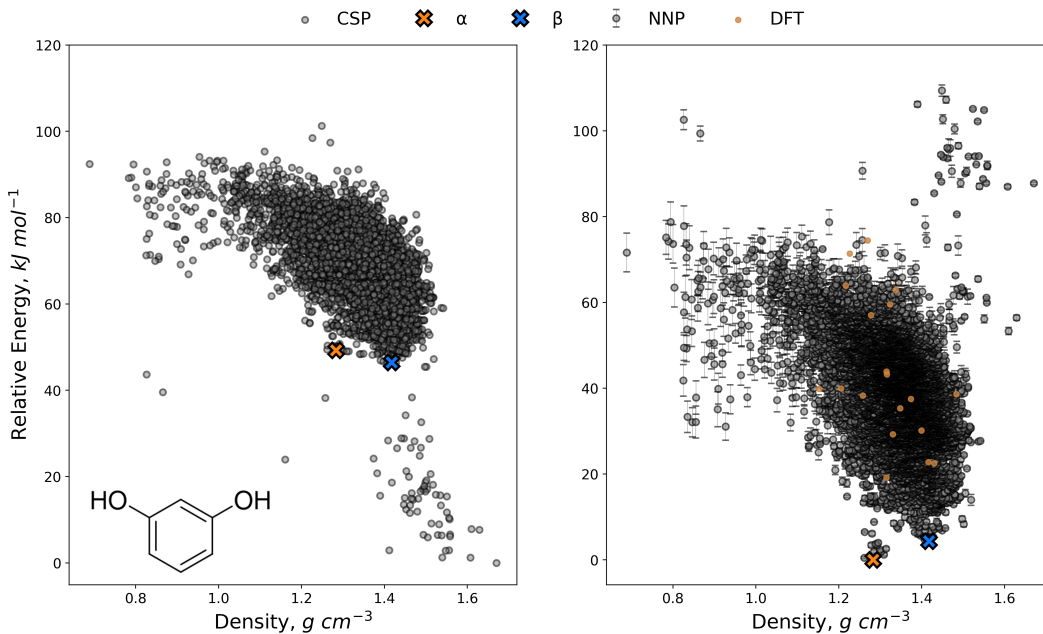 CSP α β NNP DFT
Relative Energy, kJ mol⁻¹
120
100
80
60
40
20
0
HO OH
0.8 1.0 1.2 1.4 1.6
Density, g cm⁻³
120
100
80
60
40
20
0
0.8 1.0 1.2 1.4 1.6
Density, g cm⁻³